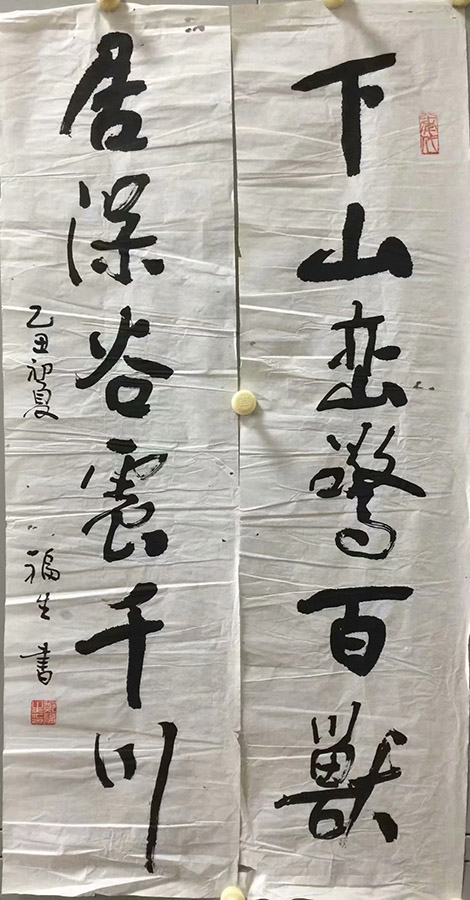 下山峦驚百獸
居深谷震千川
乙丑初夏
福生書